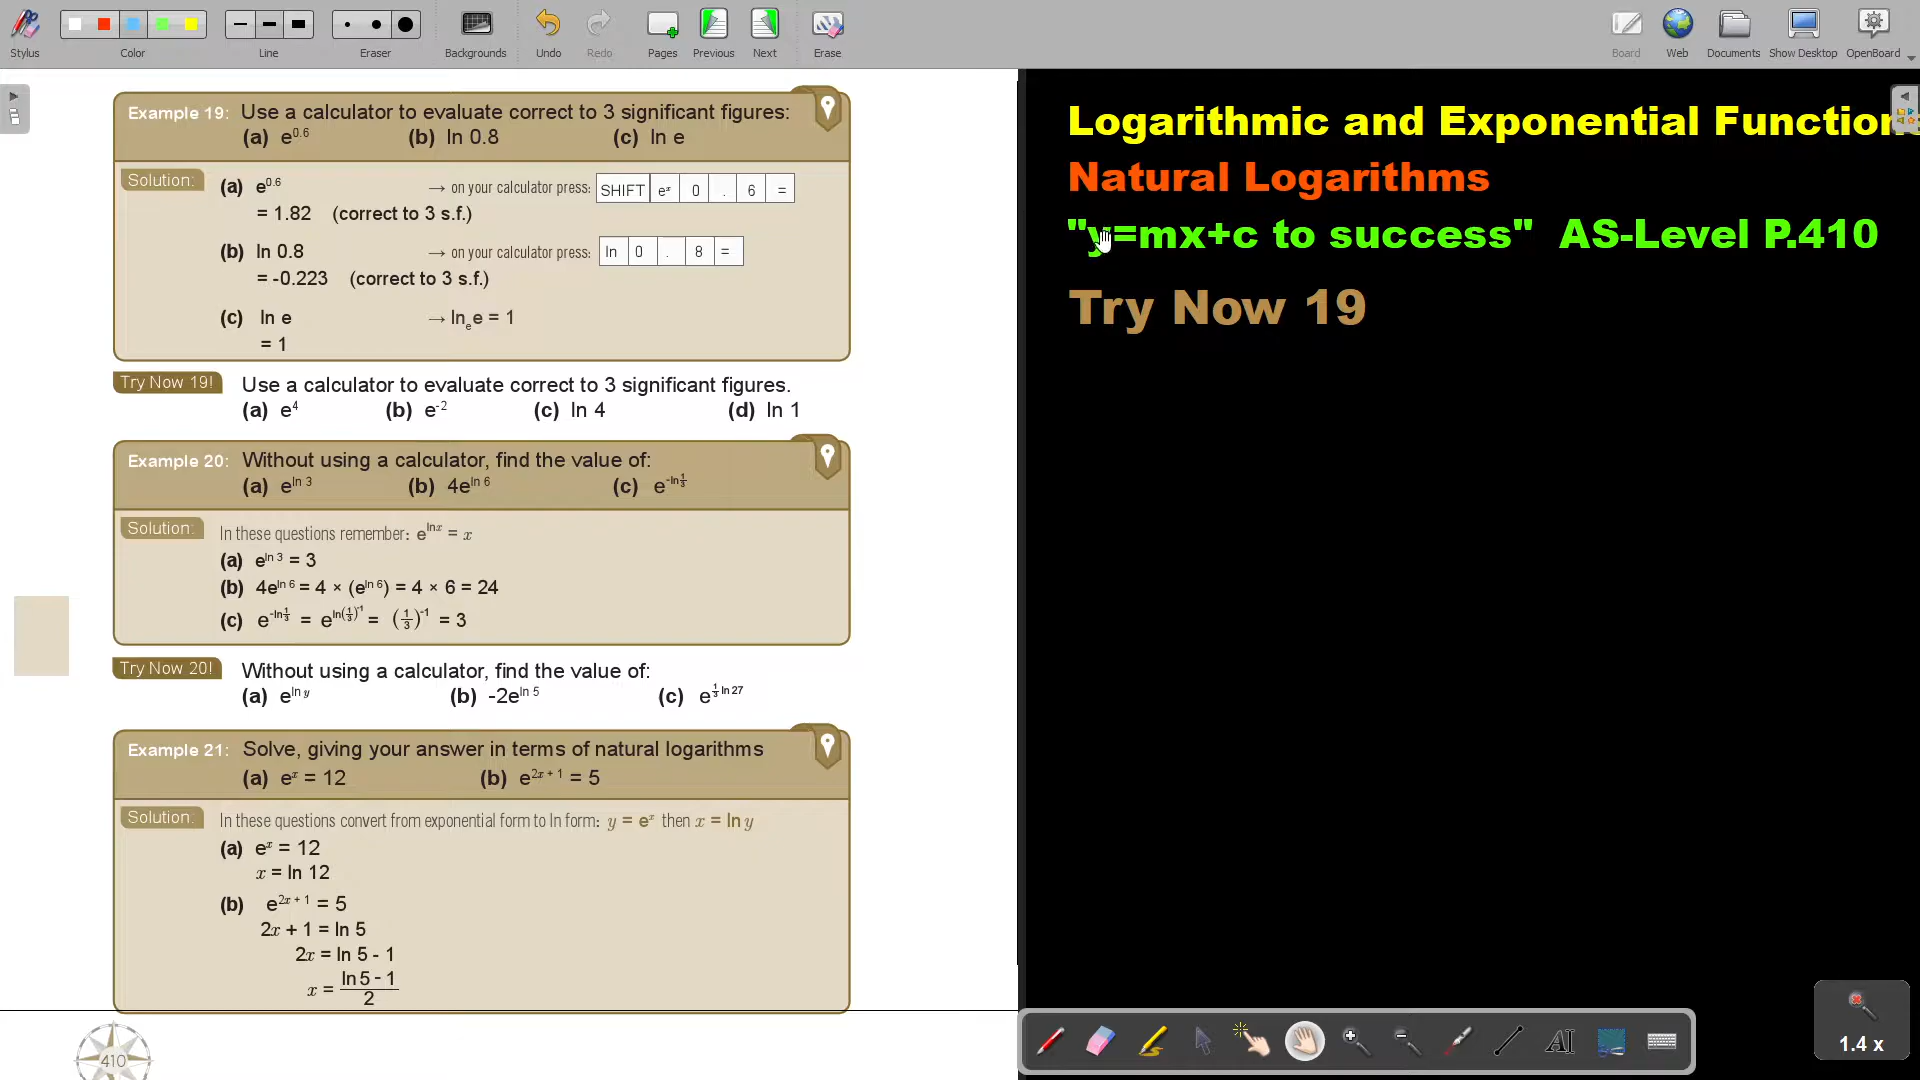 Stylus
Color
Line
Eraser
Backgrounds
Undo
Redo
Pages
Previous
Next
Erase
Board
Web
Documents
Show Desktop
OpenBoard
Example 19: Use a calculator to evaluate correct to 3 significant figures:
(a) e^0.6 (b) ln 0.8 (c) ln e
Solution: (a) e^0.6 → on your calculator press: SHIFT e^x 0 . 6 =
= 1.82 (correct to 3 s.f.)
(b) ln 0.8 → on your calculator press: ln 0 . 8 =
= -0.223 (correct to 3 s.f.)
(c) ln e → ln_e e = 1
= 1
Try Now 19! Use a calculator to evaluate correct to 3 significant figures.
(a) e^4 (b) e^-2 (c) ln 4 (d) ln 1
Example 20: Without using a calculator, find the value of:
(a) e^ln 3 (b) 4e^ln 6 (c) e^-ln 1/3
Solution: In these questions remember: e^lnx = x
(a) e^ln 3 = 3
(b) 4e^ln 6 = 4 × (e^ln 6) = 4 × 6 = 24
(c) e^-ln 1/3 = e^ln(1/3)^-1 = (1/3)^-1 = 3
Try Now 20! Without using a calculator, find the value of:
(a) e^ln y (b) -2e^ln 5 (c) e^1/3 ln 27
Example 21: Solve, giving your answer in terms of natural logarithms
(a) e^x = 12 (b) e^2x + 1 = 5
Solution: In these questions convert from exponential form to ln form: y = e^x then x = ln y
(a) e^x = 12
x = ln 12
(b) e^2x + 1 = 5
2x + 1 = ln 5
2x = ln 5 - 1
x = (ln 5 - 1)/2
410
Logarithmic and Exponential Function
Natural Logarithms
"y=mx+c to success" AS-Level P.410
Try Now 19
1.4 x